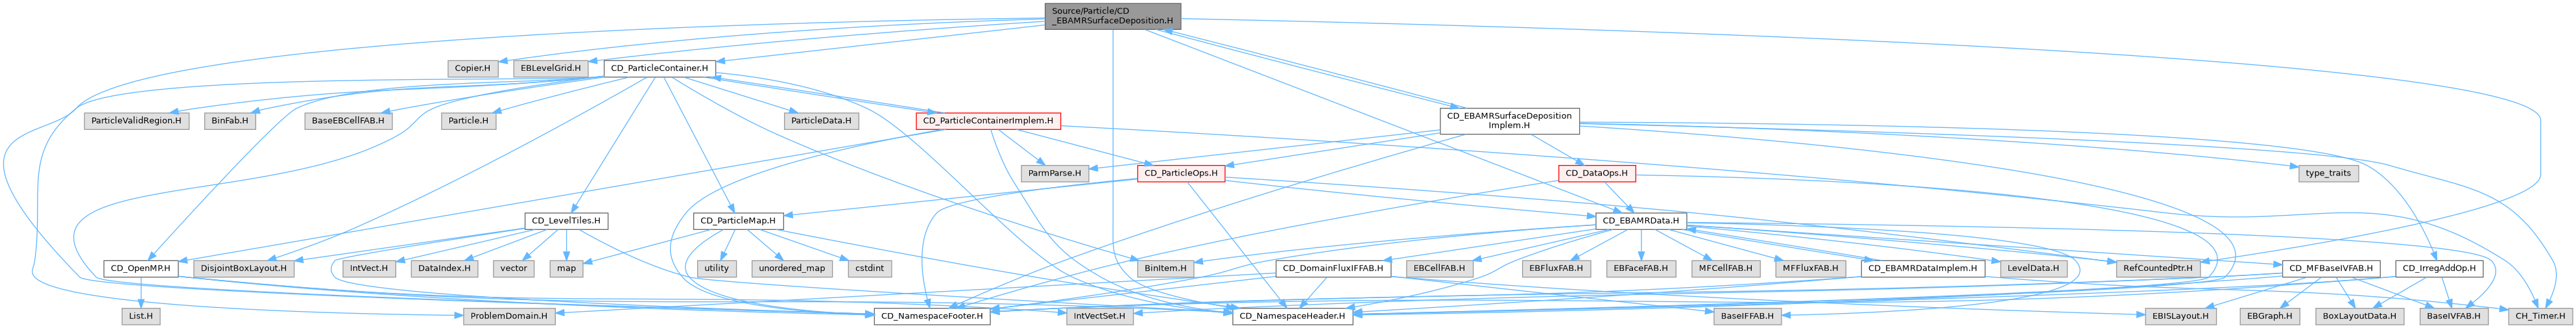 Source/Particle/CD
_EBAMRSurfaceDeposition.H
Copier.H
EBLevelGrid.H
CD_ParticleContainer.H
ParticleValidRegion.H
BinFab.H
BaseEBCellFAB.H
Particle.H
ParticleData.H
CD_ParticleContainerImplem.H
CD_EBAMRSurfaceDeposition
Implem.H
ParmParse.H
CD_ParticleOps.H
CD_DataOps.H
type_traits
CD_LevelTiles.H
CD_ParticleMap.H
CD_EBAMRData.H
CD_OpenMP.H
DisjointBoxLayout.H
IntVect.H
DataIndex.H
vector
map
utility
unordered_map
cstdint
BinItem.H
CD_DomainFluxIFFAB.H
EBCellFAB.H
EBFluxFAB.H
EBFaceFAB.H
MFCellFAB.H
MFFluxFAB.H
CD_EBAMRDataImplem.H
LevelData.H
RefCountedPtr.H
CD_MFBaseIVFAB.H
CD_IrregAddOp.H
List.H
ProblemDomain.H
CD_NamespaceFooter.H
IntVectSet.H
CD_NamespaceHeader.H
BaseIFFAB.H
EBISLayout.H
EBGraph.H
BoxLayoutData.H
BaseIVFAB.H
CH_Timer.H